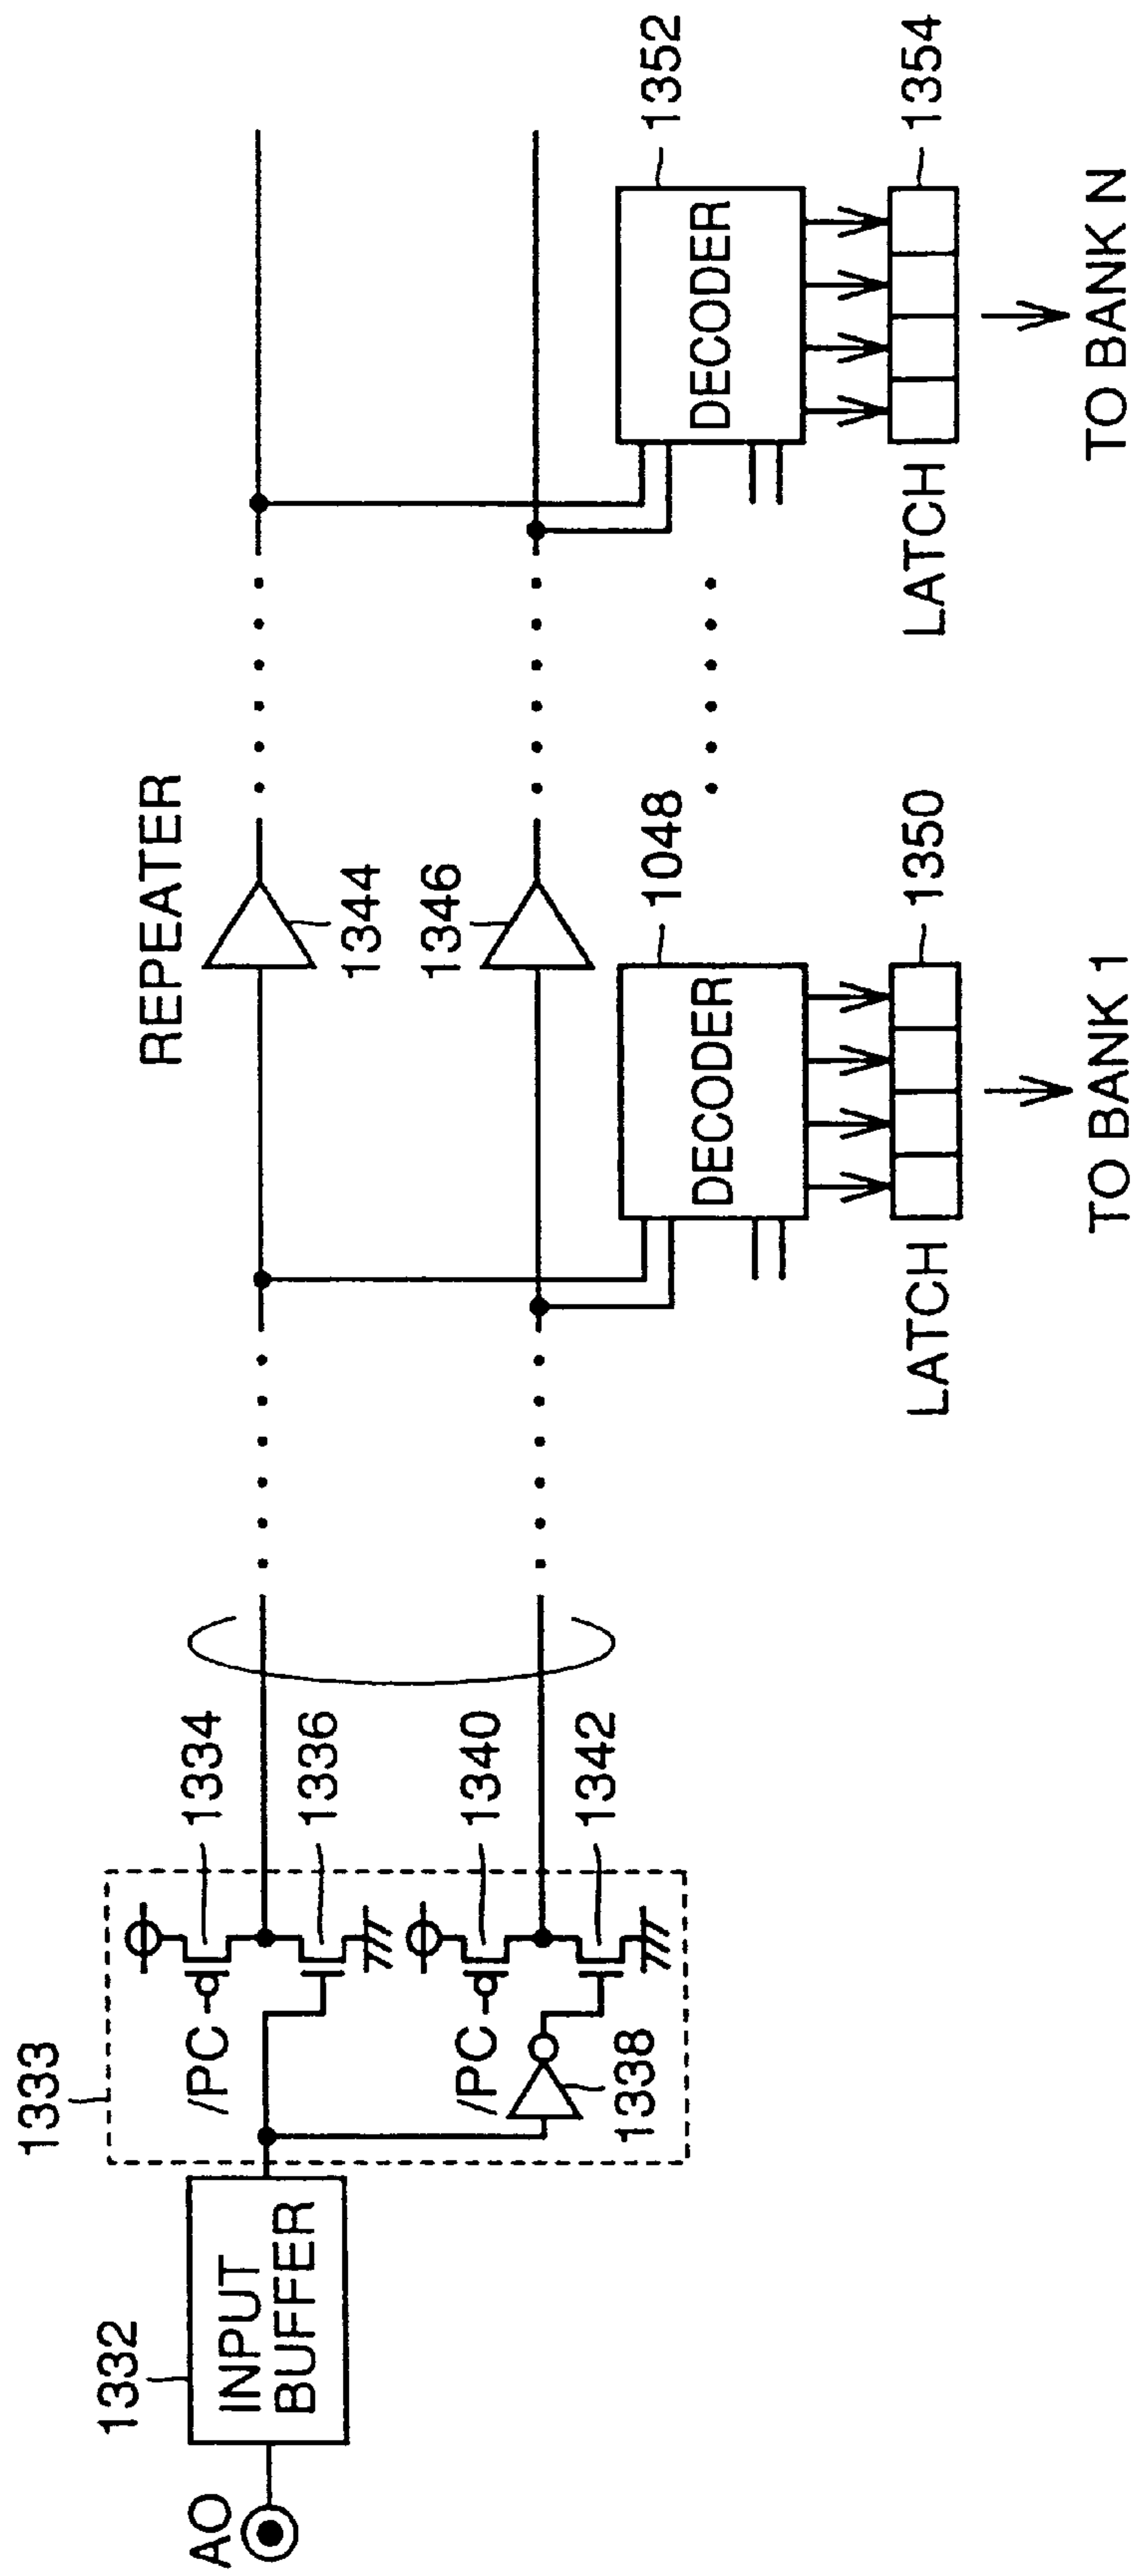 AO
1332
INPUT
BUFFER
1333
/PC
1334
1336
/PC
1340
1338
1342
REPEATER
1344
1346
DECODER
1048
LATCH
1350
TO BANK 1
DECODER
1352
LATCH
1354
TO BANK N